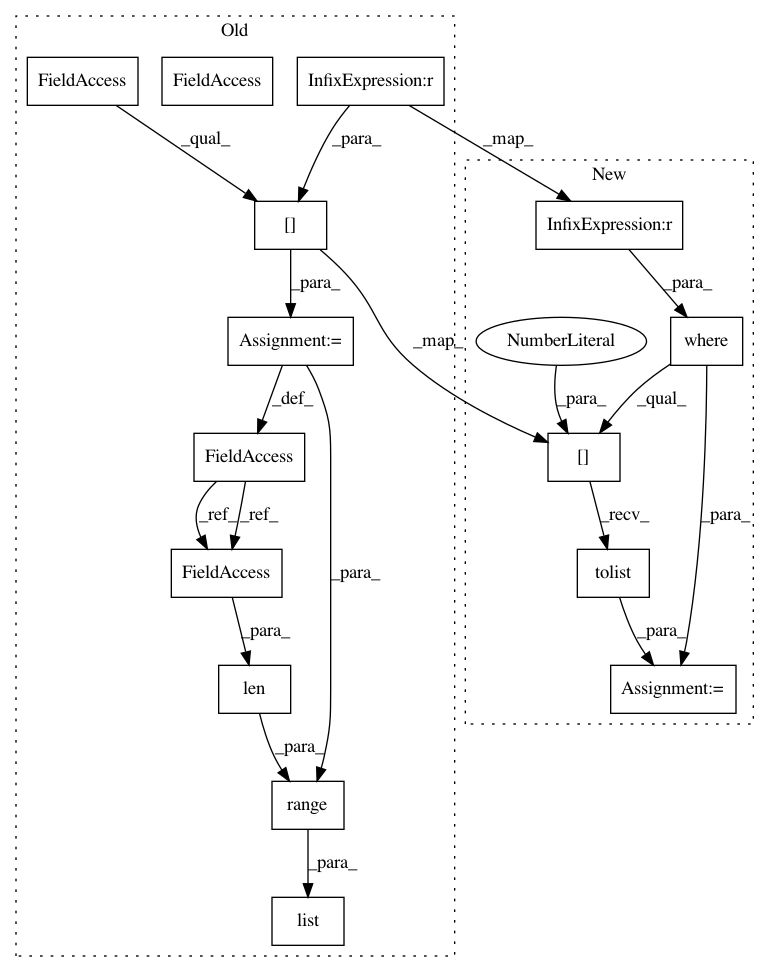 Old
FieldAccess
FieldAccess
InfixExpression:r
_qual_
_para_
_map_
New
[]
InfixExpression:r
_para_
_para_
Assignment:=
_map_
NumberLiteral
where
_def_
_para_
_qual_
FieldAccess
[]
_ref_
_ref_
_recv_
_para_
FieldAccess
_para_
tolist
_para_
_para_
len
Assignment:=
_para_
range
_para_
list